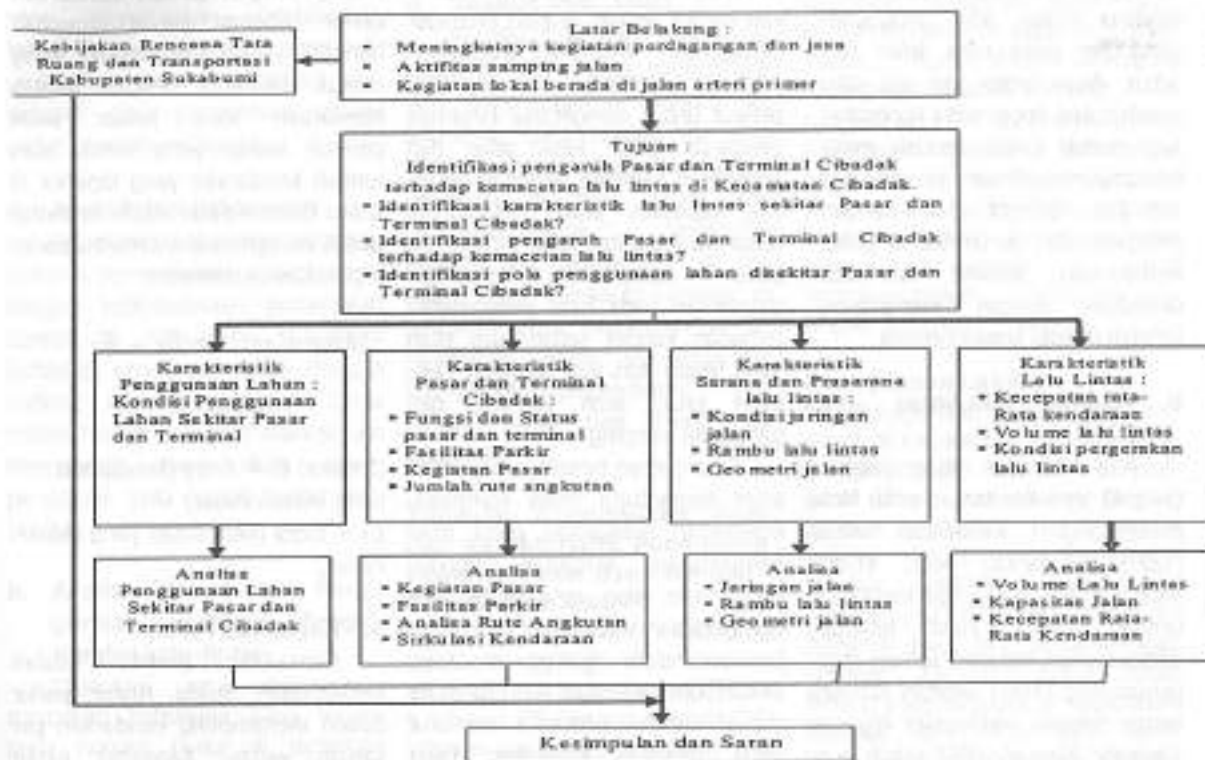 Kebijakan Rencana Tata
Ruang dan Transportasi
Kabupaten Sukabumi
Latar Belakang :
Meningkatnya kegiatan perdagangan dan jasa
▪ Aktifitas samping jalan
▪ Kegiatan lokal berada di jalan arteri primer
Tujuan :
Identifikasi pengaruh Pasar dan Terminal Cibadak
terhadap kemacetan lalu lintas di Kecamatan Cibadak.
▪ Identifikasi karakteristik lalu lintas sekitar Pasar dan
Terminal Cibadak?
▪ Identifikasi pengaruh Pasar dan Terminal Cibadak
terhadap kemacetan lalu lintas?
▪ Identifikasi pola penggunaan lahan disekitar Pasar dan
Terminal Cibadak?
Karakteristik
Penggunaan Lahan :
Kondisi Penggunaan
Lahan Sekitar Pasar
dan Terminal
Karakteristik
Pasar dan Terminal
Cibadak :
▪ Fungsi dan Status
pasar dan terminal
▪ Fasilitas Parkir
▪ Kegiatan Pasar
▪ Jumlah rute angkutan
Karakteristik
Sarana dan Prasarana
lalu lintas :
▪ Kondisi jaringan
jalan
▪ Rambu lalu lintas
▪ Geometri jalan
Karakteristik
Lalu Lintas :
▪ Kecepatan rata-
Rata kendaraan
▪ Volume lalu lintas
▪ Kondisi pergerakan
lalu lintas
Analisa
Penggunaan Lahan
Sekitar Pasar dan
Terminal Cibadak
Analisa
▪ Kegiatan Pasar
▪ Fasilitas Parkir
▪ Analisa Rute Angkutan
▪ Sirkulasi Kendaraan
Analisa
▪ Jaringan jalan
▪ Rambu lalu lintas
▪ Geometri jalan
Analisa
▪ Volume Lalu Lintas
▪ Kapasitas Jalan
▪ Kecepatan Rata-
Rata Kendaraan
Kesimpulan dan Saran